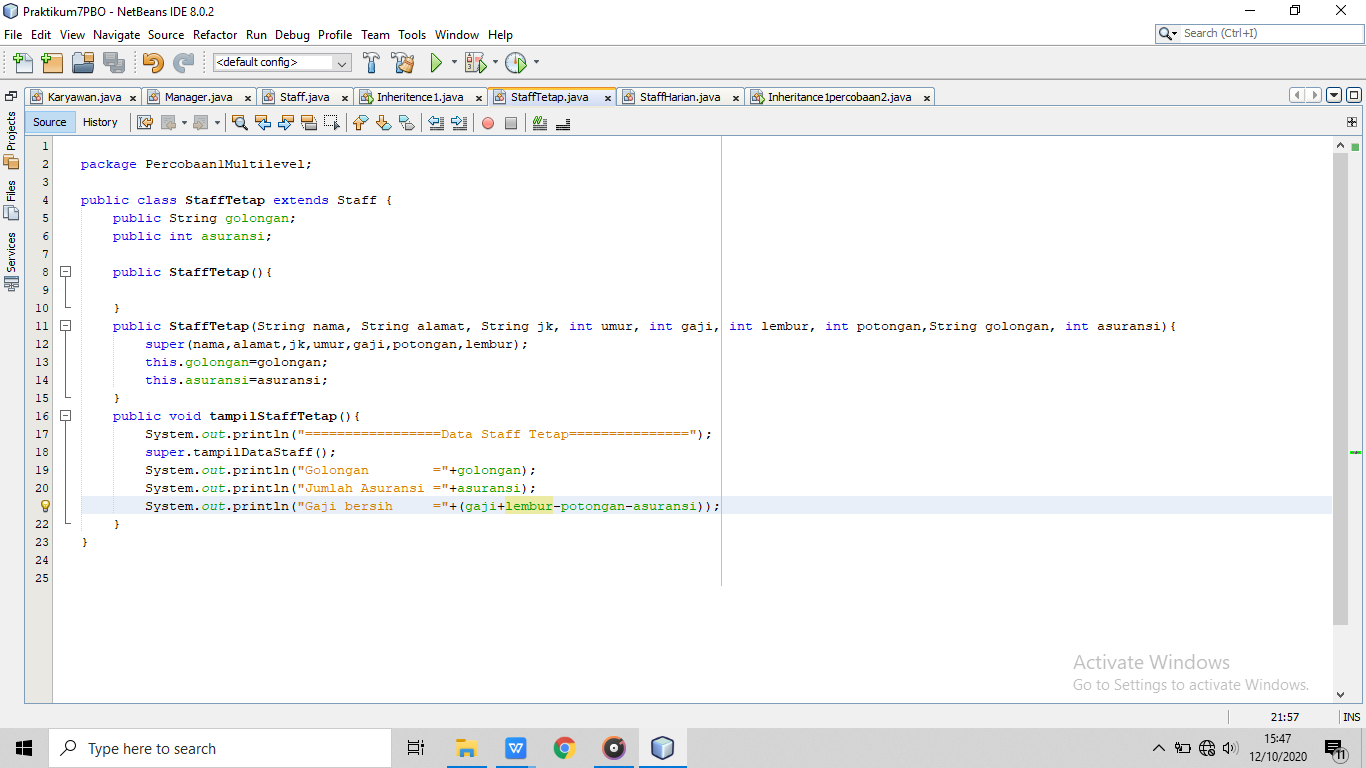 Praktikum7PBO - NetBeans IDE 8.0.2
File Edit View Navigate Source Refactor Run Debug Profile Team Tools Window Help
Search (Ctrl+I)
<default config>
Karyawan.java Manager.java Staff.java Inheritence1.java StaffTetap.java StaffHarian.java Inheritance1percobaan2.java
Projects
Files
Services
Source History
1
2 package Percobaan1Multilevel;
3
4 public class StaffTetap extends Staff {
5 public String golongan;
6 public int asuransi;
7
8 public StaffTetap(){
9
10 }
11 public StaffTetap(String nama, String alamat, String jk, int umur, int gaji, int lembur, int potongan,String golongan, int asuransi){
12 super(nama,alamat,jk,umur,gaji,potongan,lembur);
13 this.golongan=golongan;
14 this.asuransi=asuransi;
15 }
16 public void tampilStaffTetap(){
17 System.out.println("=================Data Staff Tetap===============");
18 super.tampilDataStaff();
19 System.out.println("Golongan        ="+golongan);
20 System.out.println("Jumlah Asuransi ="+asuransi);
System.out.println("Gaji bersih     ="+(gaji+lembur-potongan-asuransi));
22 }
23 }
24
25
Activate Windows
Go to Settings to activate Windows.
21:57 INS
Type here to search
15:47
12/10/2020
11